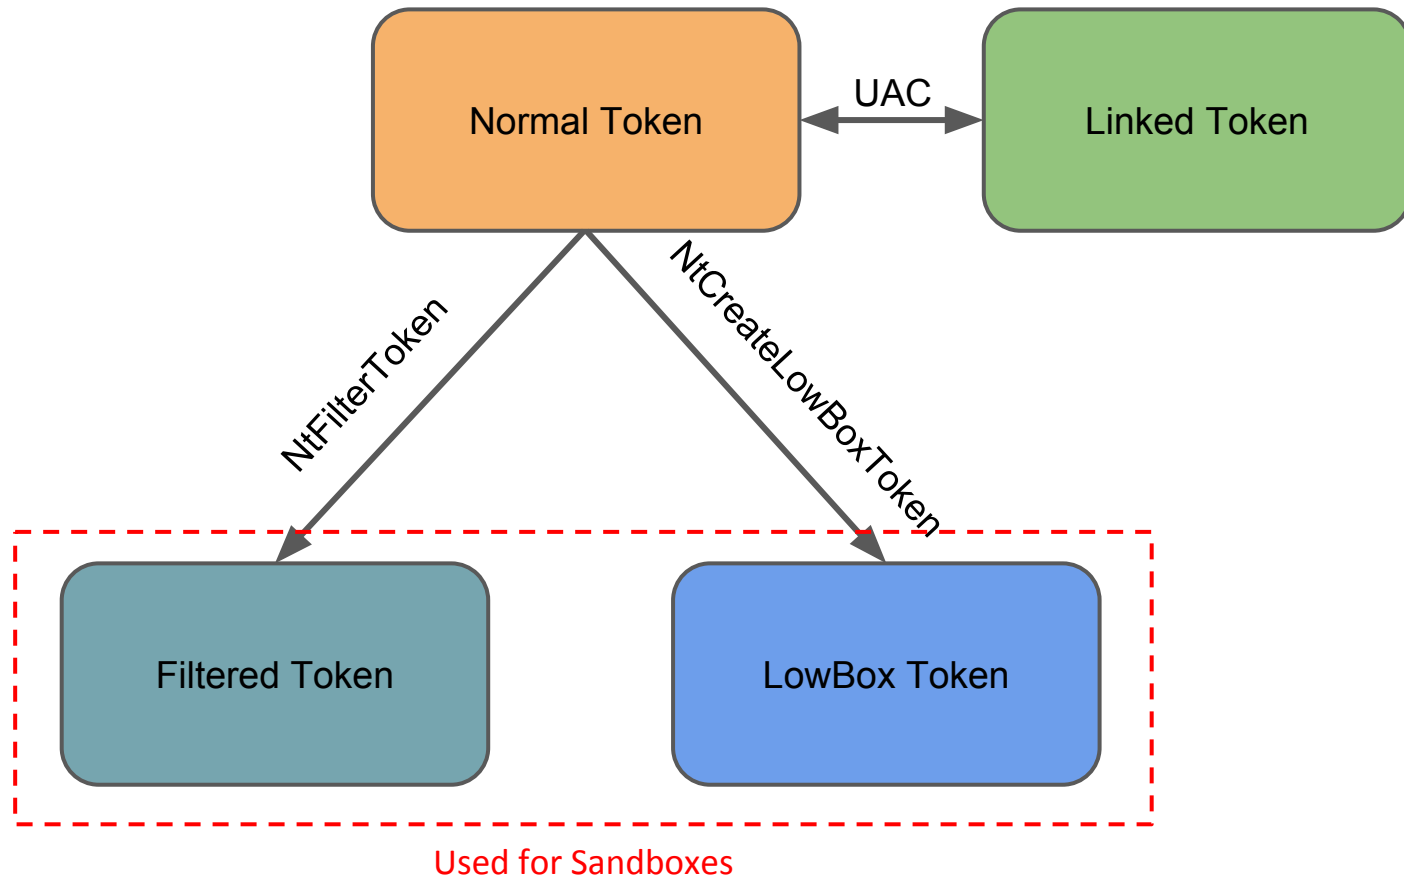 Normal Token
UAC
Linked Token
NtFilterToken
NtCreateLowBoxToken
Filtered Token
LowBox Token
Used for Sandboxes